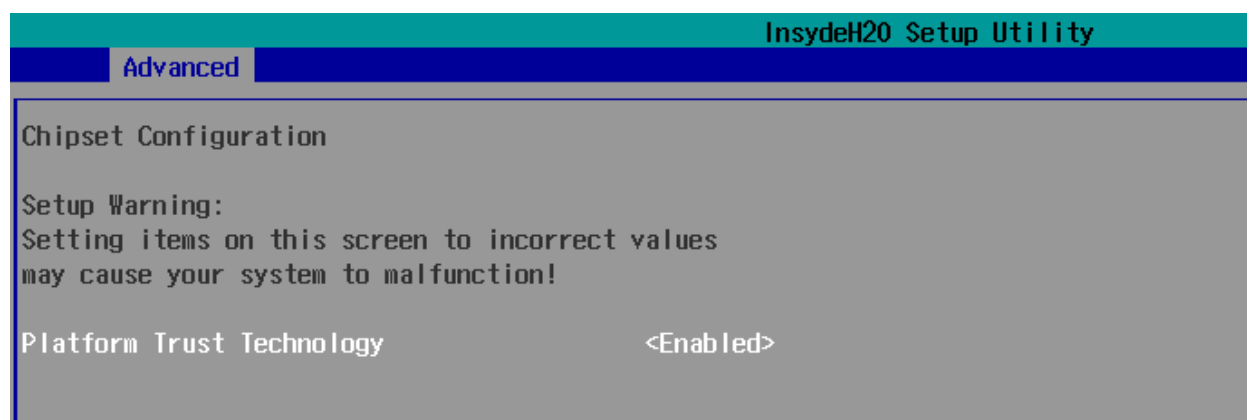 InsydeH20 Setup Utility
Advanced
Chipset Configuration
Setup Warning:
Setting items on this screen to incorrect values
may cause your system to malfunction!
Platform Trust Technology <Enabled>